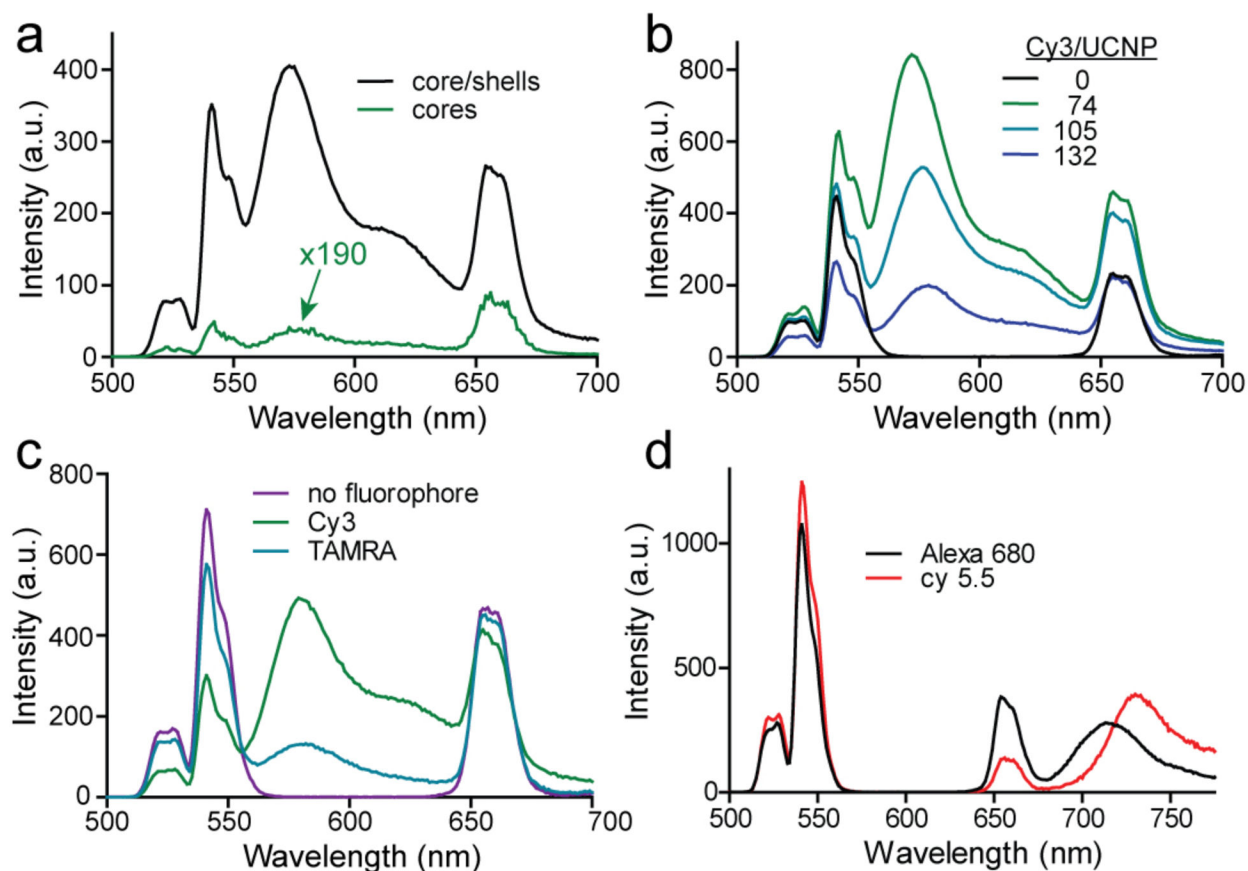 a
Intensity (a.u.)
400
300
200
100
0
core/shells
cores
x190
500 550 600 650 700
Wavelength (nm)
b
Intensity (a.u.)
800
600
400
200
0
Cy3/UCNP
0
74
105
132
500 550 600 650 700
Wavelength (nm)
c
Intensity (a.u.)
800
600
400
200
0
no fluorophore
Cy3
TAMRA
500 550 600 650 700
Wavelength (nm)
d
Intensity (a.u.)
1000
500
0
Alexa 680
cy 5.5
500 550 600 650 700 750
Wavelength (nm)